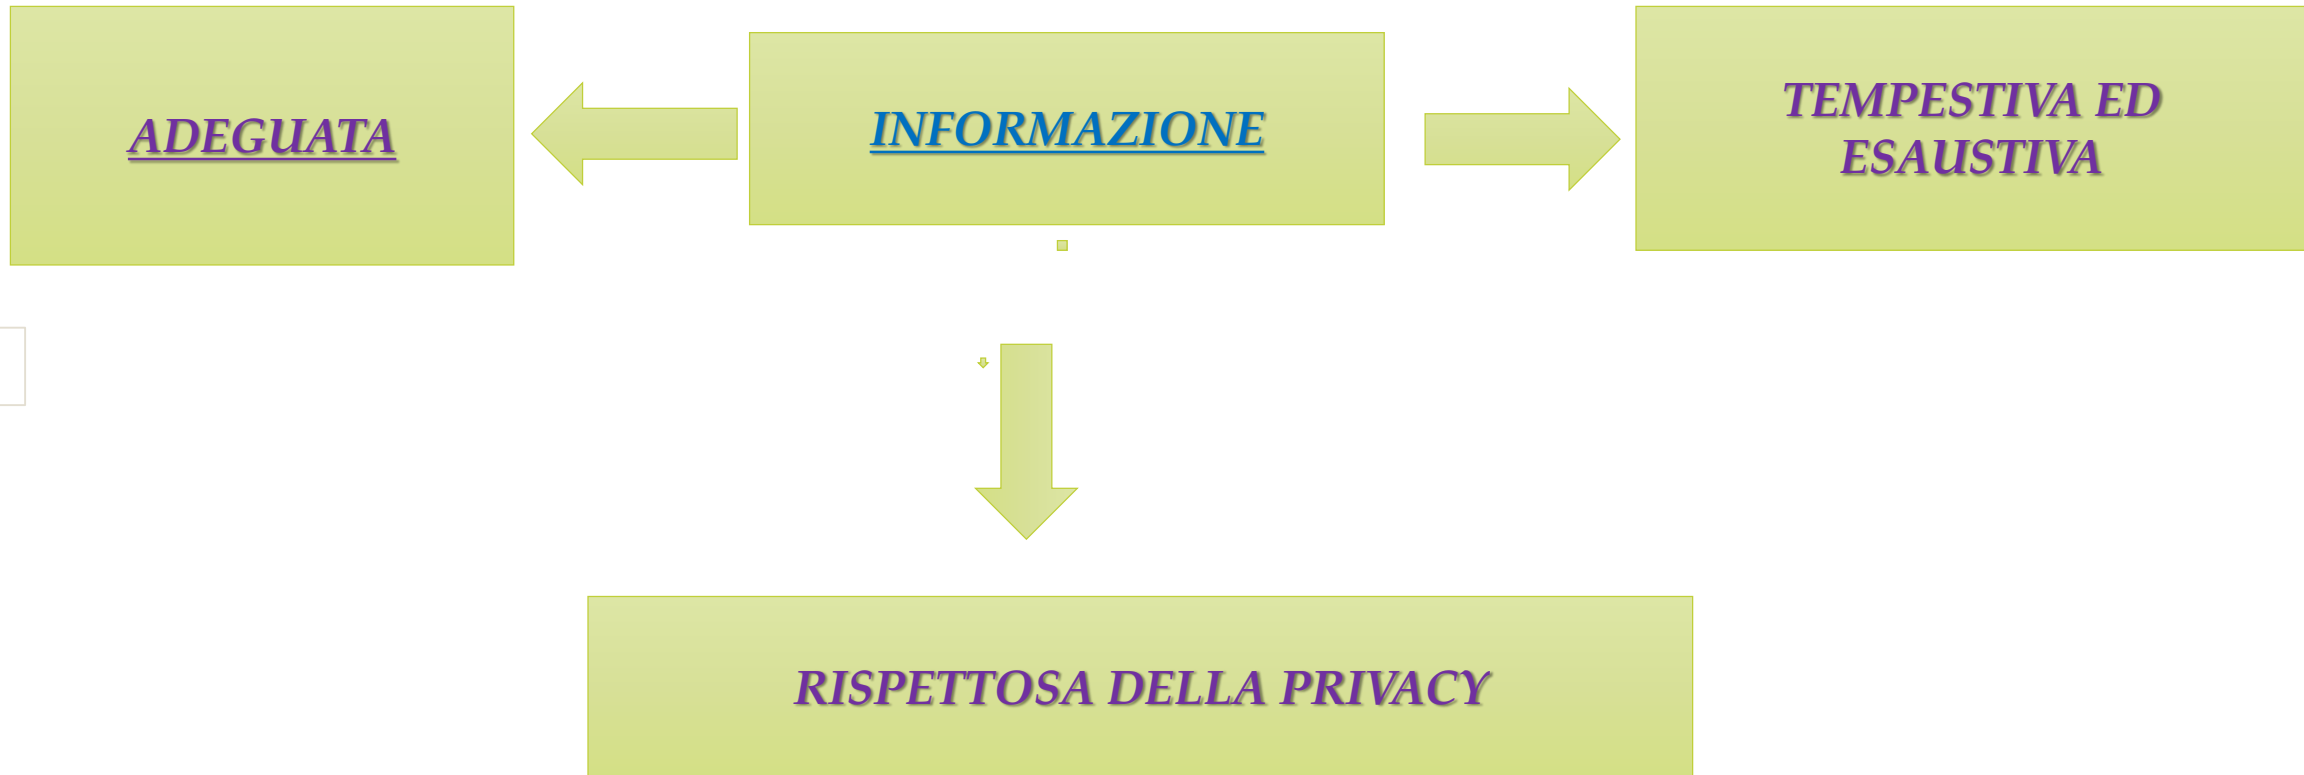 ADEGUATA
INFORMAZIONE
TEMPESTIVA ED
ESAUSTIVA
RISPETTOSA DELLA PRIVACY